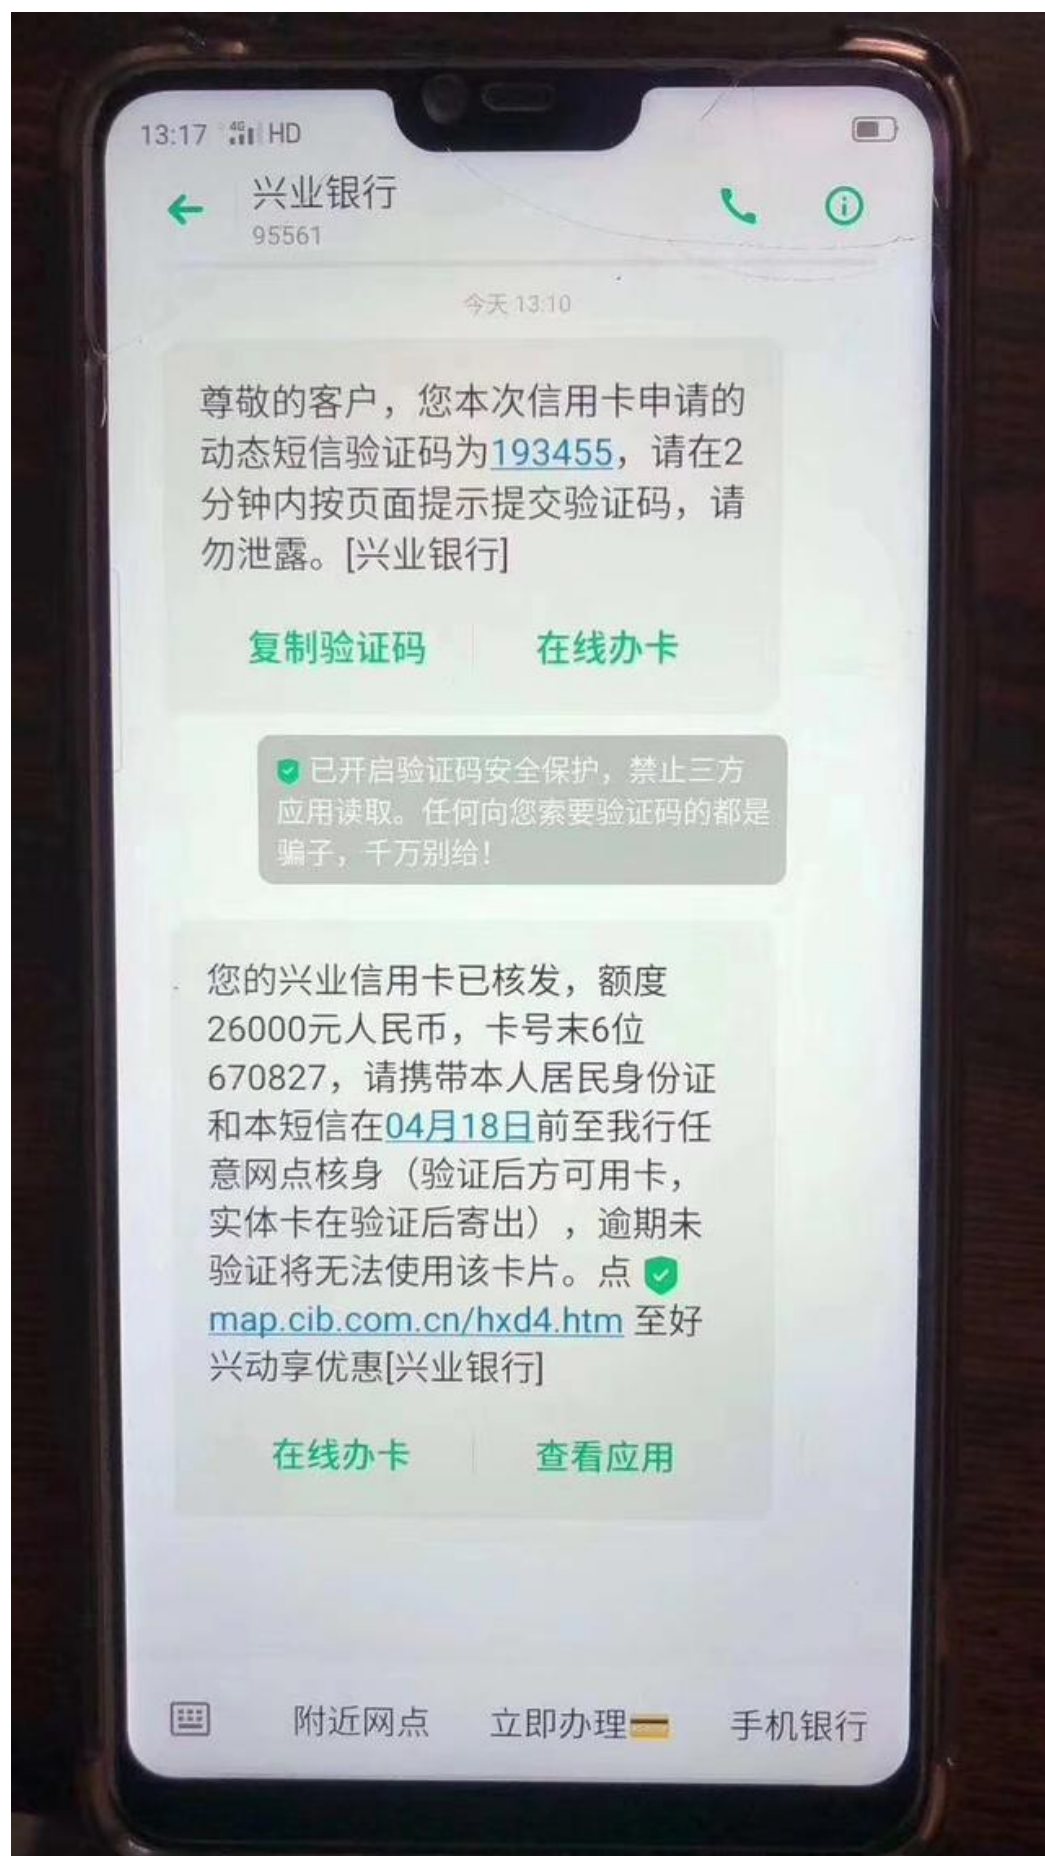 13:17 4G HD
兴业银行
95561
今天 13:10
尊敬的客户，您本次信用卡申请的
动态短信验证码为193455，请在2
分钟内按页面提示提交验证码，请
勿泄露。[兴业银行]
复制验证码 在线办卡
已开启验证码安全保护，禁止三方
应用读取。任何向您索要验证码的都是
骗子，千万别给！
您的兴业信用卡已核发，额度
26000元人民币，卡号末6位
670827，请携带本人居民身份证
和本短信在04月18日前至我行任
意网点核身（验证后方可用卡，
实体卡在验证后寄出），逾期未
验证将无法使用该卡片。点
map.cib.com.cn/hxd4.htm 至好
兴动享优惠[兴业银行]
在线办卡 查看应用
附近网点 立即办理 手机银行